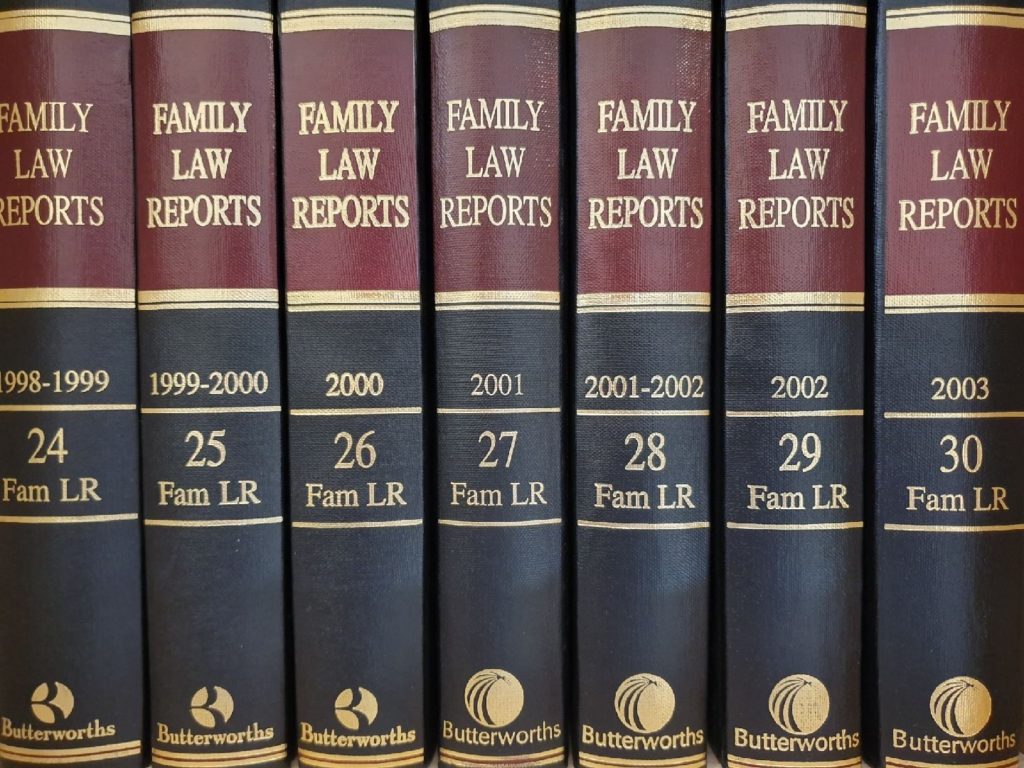 FAMILY
LAW
REPORTS
1998-1999
24
Fam LR
Butterworths
FAMILY
LAW
REPORTS
1999-2000
25
Fam LR
Butterworths
FAMILY
LAW
REPORTS
2000
26
Fam LR
Butterworths
FAMILY
LAW
REPORTS
2001
27
Fam LR
Butterworths
FAMILY
LAW
REPORTS
2001-2002
28
Fam LR
Butterworths
FAMILY
LAW
REPORTS
2002
29
Fam LR
Butterworths
FAMILY
LAW
REPORTS
2003
30
Fam LR
Butterworths